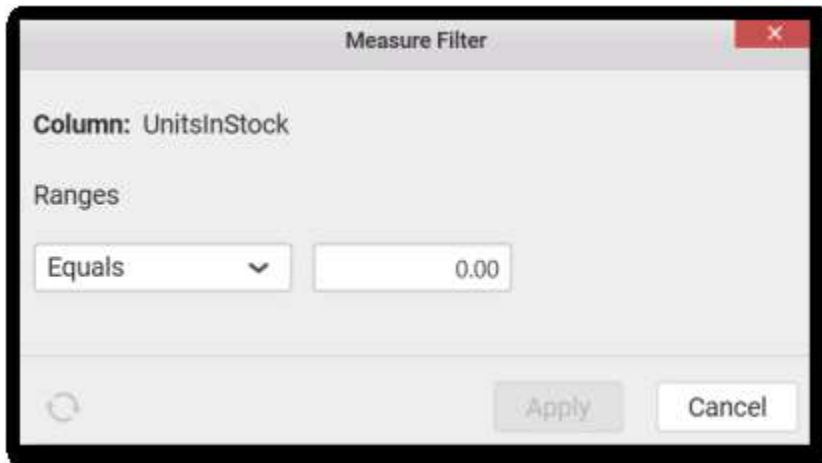 Measure Filter
Column: UnitsInStock
Ranges
Equals 0.00
Apply Cancel